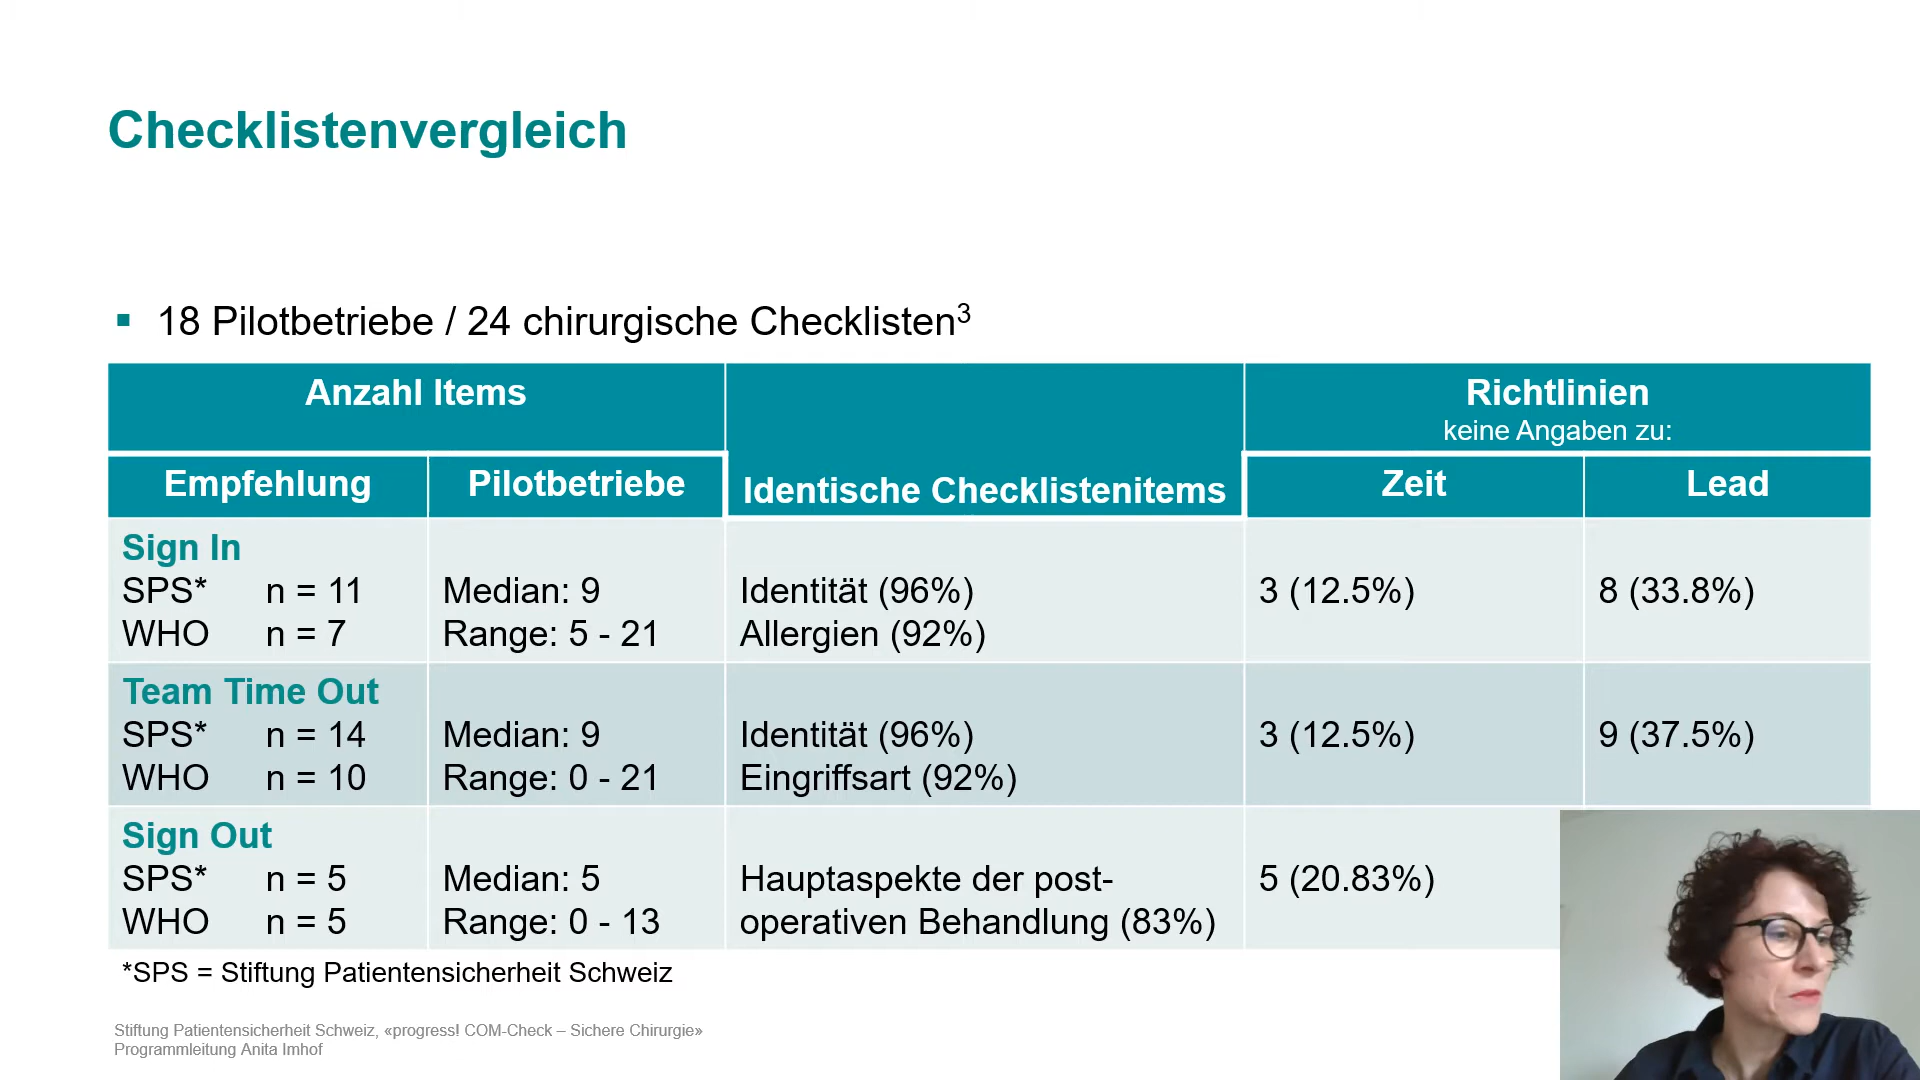 Checklistenvergleich
▪ 18 Pilotbetriebe / 24 chirurgische Checklisten³
Anzahl Items
Richtlinien
keine Angaben zu:
Empfehlung
Pilotbetriebe
Identische Checklistenitems
Zeit
Lead
Sign In
SPS* n = 11
WHO n = 7
Median: 9
Range: 5 - 21
Identität (96%)
Allergien (92%)
3 (12.5%)
8 (33.8%)
Team Time Out
SPS* n = 14
WHO n = 10
Median: 9
Range: 0 - 21
Identität (96%)
Eingriffsart (92%)
3 (12.5%)
9 (37.5%)
Sign Out
SPS* n = 5
WHO n = 5
Median: 5
Range: 0 - 13
Hauptaspekte der post-
operativen Behandlung (83%)
5 (20.83%)
*SPS = Stiftung Patientensicherheit Schweiz
Stiftung Patientensicherheit Schweiz, «progress! COM-Check – Sichere Chirurgie»
Programmleitung Anita Imhof